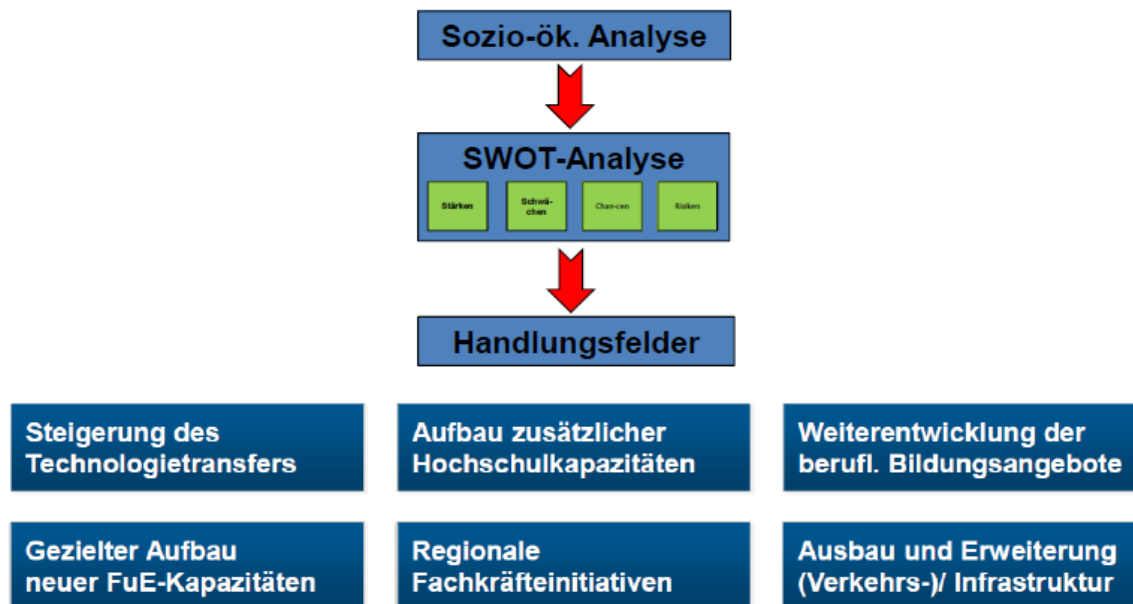 Sozio-ök. Analyse
SWOT-Analyse
Stärken
Schwä-
chen
Chan-cen
Risiken
Handlungsfelder
Steigerung des
Technologietransfers
Aufbau zusätzlicher
Hochschulkapazitäten
Weiterentwicklung der
berufl. Bildungsangebote
Gezielter Aufbau
neuer FuE-Kapazitäten
Regionale
Fachkräfteinitiativen
Ausbau und Erweiterung
(Verkehrs-)/ Infrastruktur